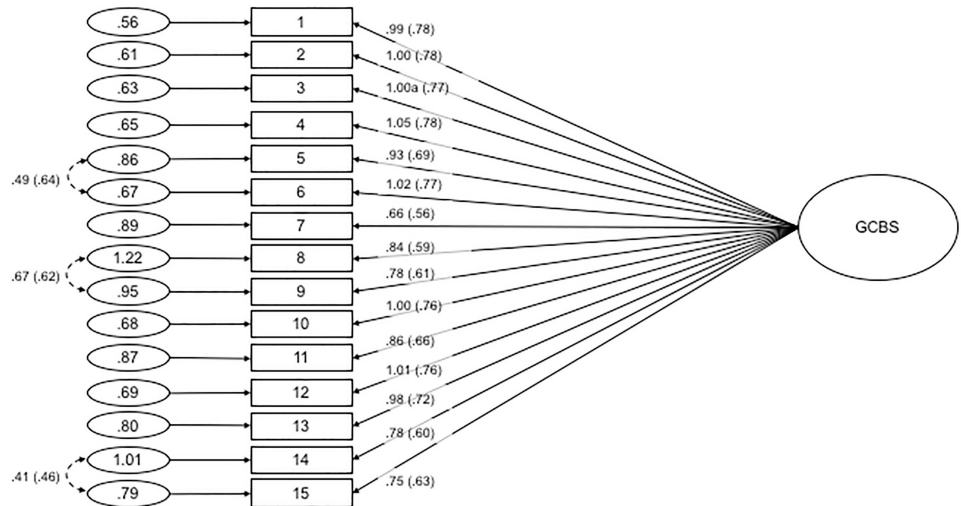 .56 1 .99 (.78)
.61 2 1.00 (.78)
.63 3 1.00a (.77)
.65 4 1.05 (.78)
.86 5 .93 (.69)
.49 (.64)
.67 6 1.02 (.77)
.89 7 .66 (.56)
GCBS
1.22 8 .84 (.59)
.67 (.62)
.95 9 .78 (.61)
.68 10 1.00 (.76)
.87 11 .86 (.66)
.69 12 1.01 (.76)
.80 13 .98 (.72)
1.01 14 .78 (.60)
.41 (.46)
.79 15 .75 (.63)